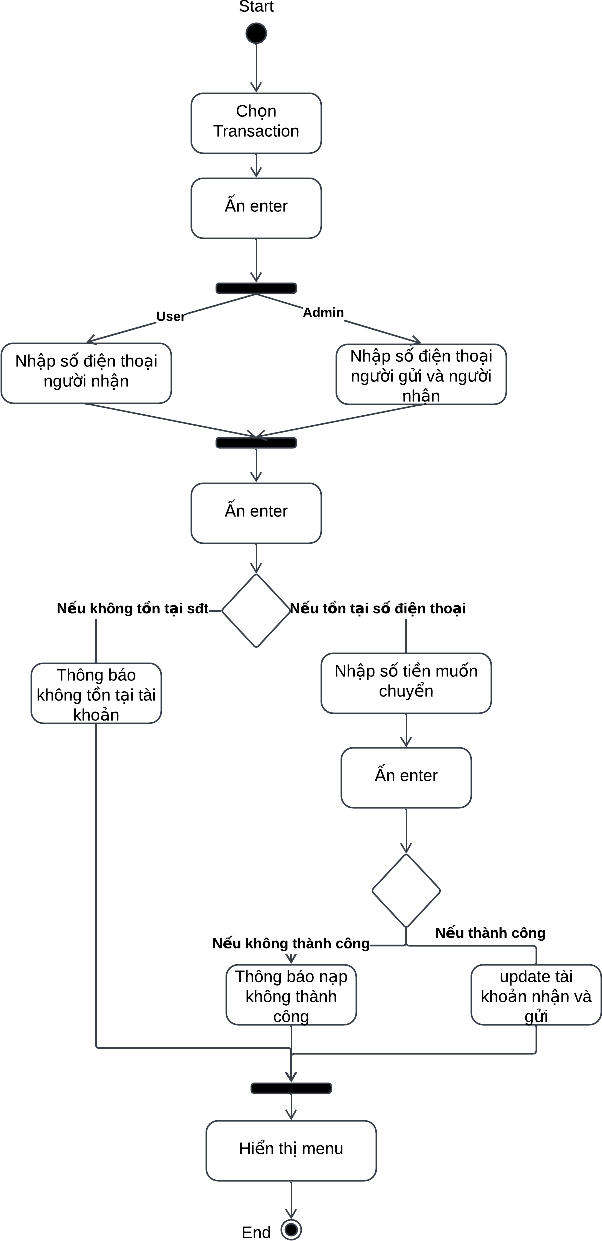 Start
Chọn
Transaction
Ấn enter
User
Admin
Nhập số điện thoại
người nhận
Nhập số điện thoại
người gửi và người
nhận
Ấn enter
Nếu không tồn tại sđt
Nếu tồn tại số điện thoại
Thông báo
không tồn tại tài
khoản
Nhập số tiền muốn
chuyển
Ấn enter
Nếu không thành công
Nếu thành công
Thông báo nạp
không thành
công
update tài
khoản nhận và
gửi
Hiển thị menu
End